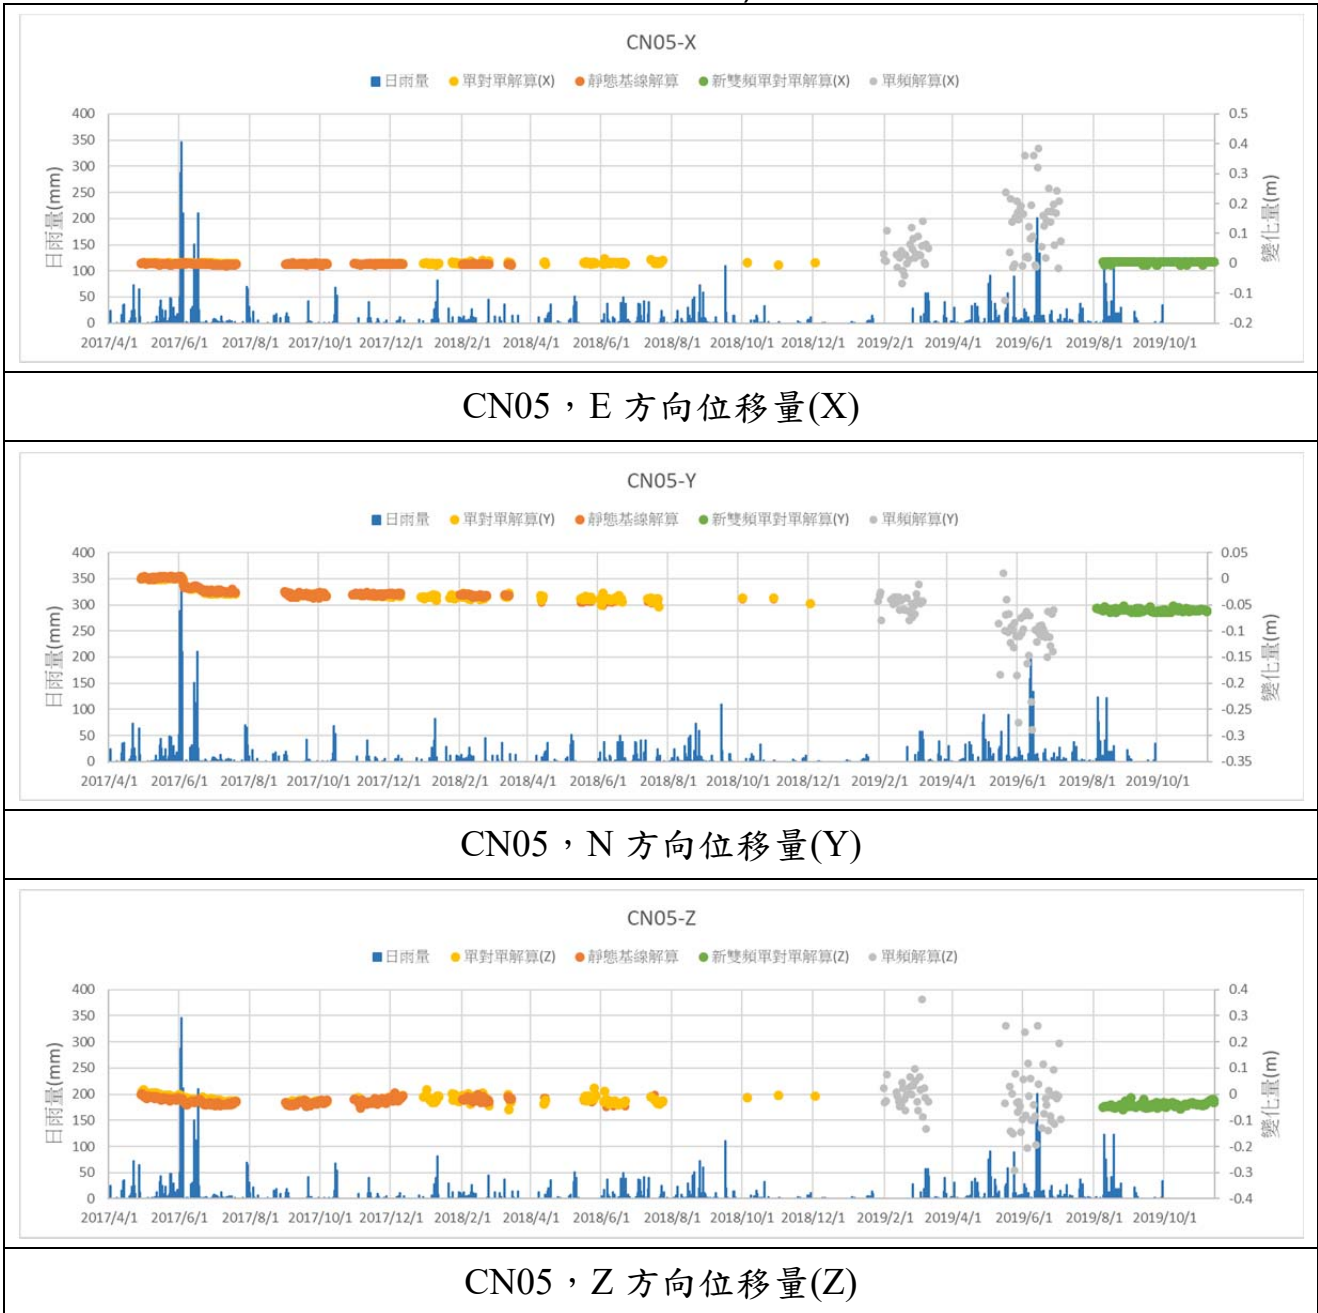 CN05-X
日雨量 單對單解算(X) 靜態基線解算 新雙頻單對單解算(X) 單頻解算(X)
400 0.5
350 0.4
300 0.3
250 0.2
200 0.1
150 0
100 -0.1
50 -0.2
0
日雨量(mm)
變化量(m)
2017/4/1 2017/6/1 2017/8/1 2017/10/1 2017/12/1 2018/2/1 2018/4/1 2018/6/1 2018/8/1 2018/10/1 2018/12/1 2019/2/1 2019/4/1 2019/6/1 2019/8/1 2019/10/1
CN05，E 方向位移量(X)
CN05-Y
日雨量 單對單解算(Y) 靜態基線解算 新雙頻單對單解算(Y) 單頻解算(Y)
400 0.05
350 0
300 -0.05
250 -0.1
200 -0.15
150 -0.2
100 -0.25
50 -0.3
0 -0.35
日雨量(mm)
變化量(m)
2017/4/1 2017/6/1 2017/8/1 2017/10/1 2017/12/1 2018/2/1 2018/4/1 2018/6/1 2018/8/1 2018/10/1 2018/12/1 2019/2/1 2019/4/1 2019/6/1 2019/8/1 2019/10/1
CN05，N 方向位移量(Y)
CN05-Z
日雨量 單對單解算(Z) 靜態基線解算 新雙頻單對單解算(Z) 單頻解算(Z)
400 0.4
350 0.3
300 0.2
250 0.1
200 0
150 -0.1
100 -0.2
50 -0.3
0 -0.4
日雨量(mm)
變化量(m)
2017/4/1 2017/6/1 2017/8/1 2017/10/1 2017/12/1 2018/2/1 2018/4/1 2018/6/1 2018/8/1 2018/10/1 2018/12/1 2019/2/1 2019/4/1 2019/6/1 2019/8/1 2019/10/1
CN05，Z 方向位移量(Z)